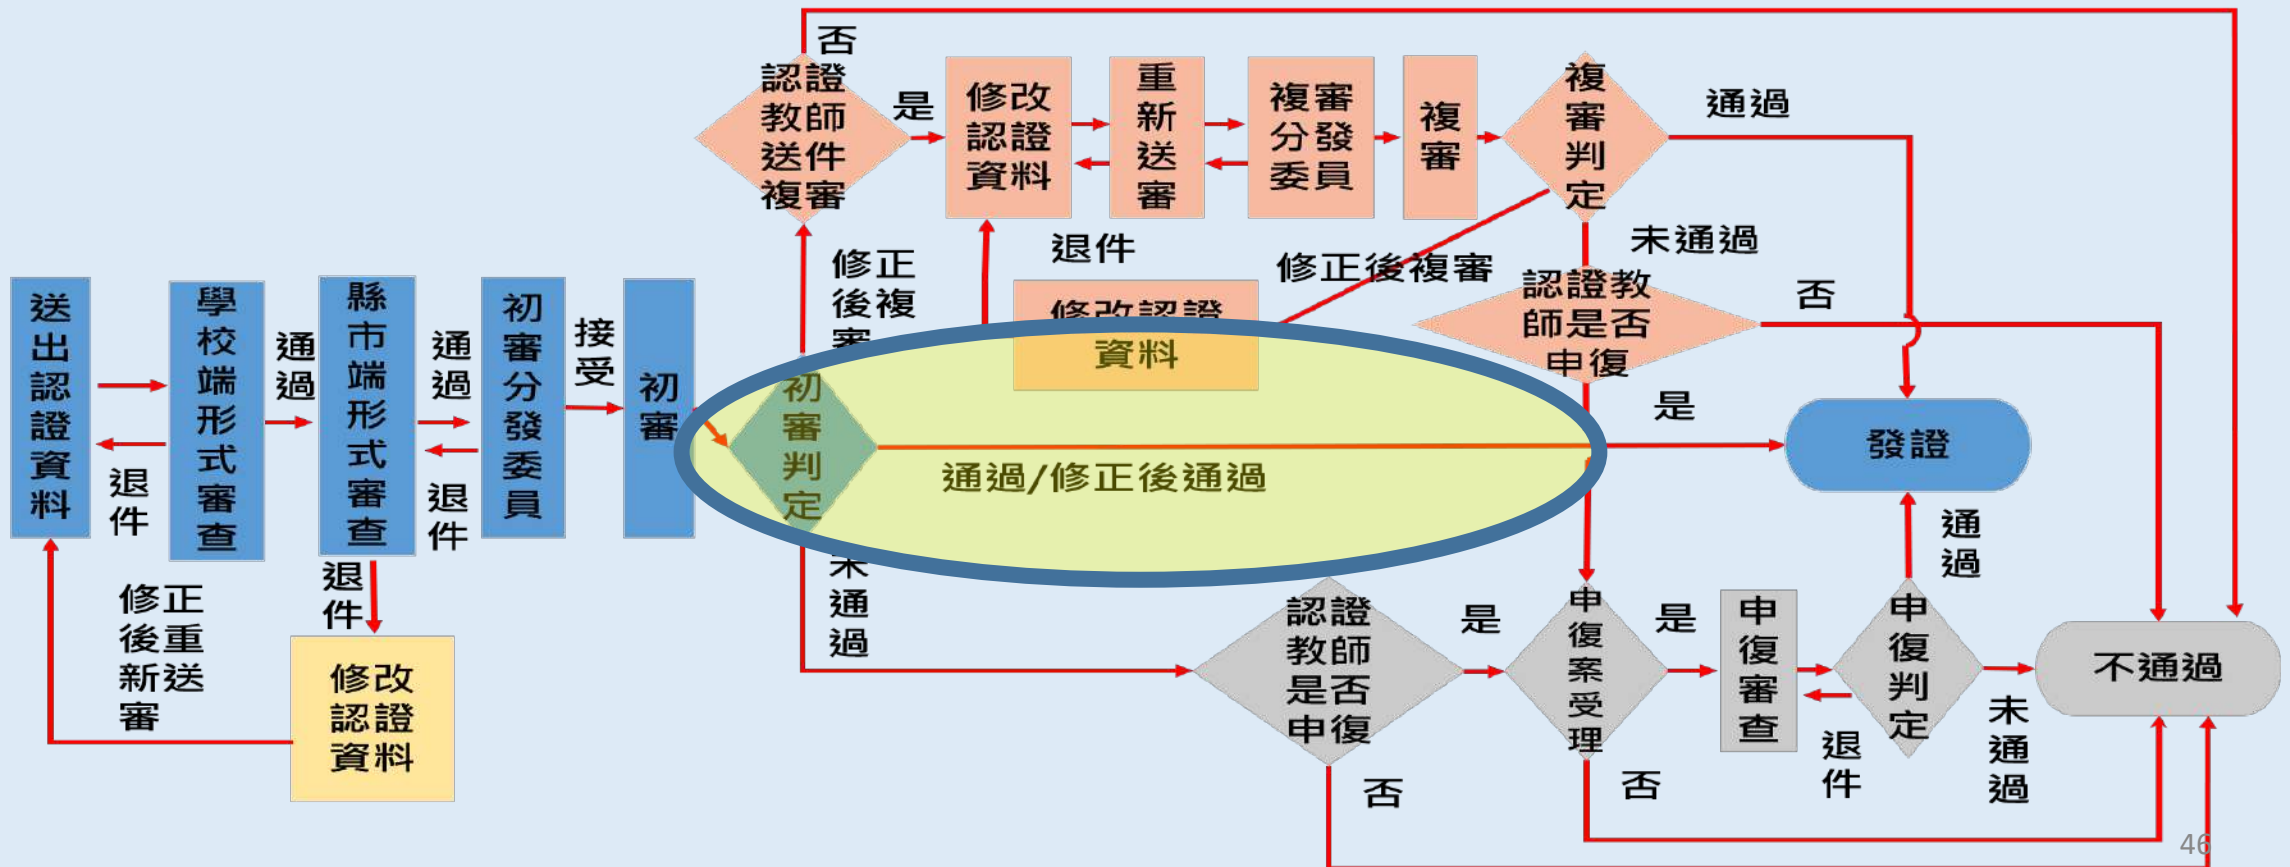 否
認證
教師
送件
複審
是
修改
認證
資料
重新送審
複審
分發
委員
複審
複審判定
通過
退件
修正後複審
未通過
修改認證
資料
認證教
師是否
申復
否
是
送出認證資料
退件
學校端形式審查
通過
縣市端形式審查
通過
退件
初審分發委員
接受
初審
修正
後複
審
初審判定
通過/修正後通過
發證
退件
修正
後重
新送
審
修改
認證
資料
未通過
認證
教師
是否
申復
是
申復案受理
是
申復審查
申復判定
通過
退件
未通過
不通過
否
否
46